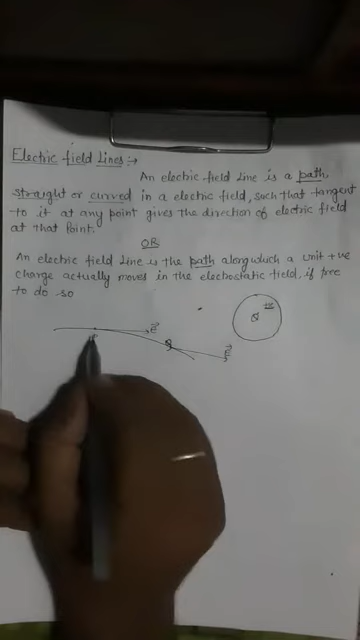 Electric field Lines :→
An electric field Line is a path,
straight or curved in a electric field, such that tangent
to it at any point gives the direction of electric field
at that Point.
OR
An electric field Line is the path along which a unit +ve
charge actually moves in the electrostatic field, if free
to do so
E
E